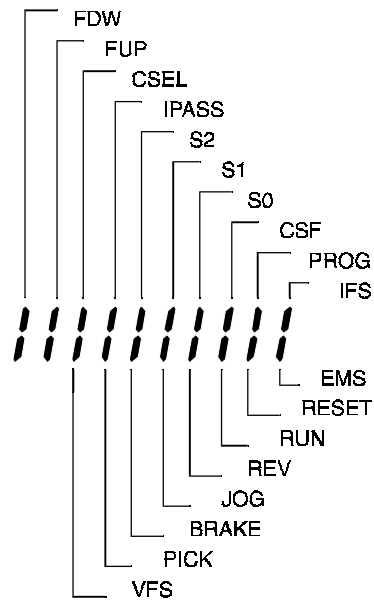 FDW
FUP
CSEL
IPASS
S2
S1
S0
CSF
PROG
IFS
EMS
RESET
RUN
REV
JOG
BRAKE
PICK
VFS